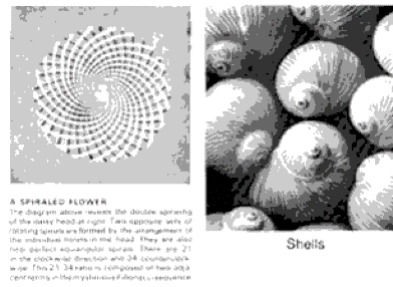 A SPIRALED FLOWER
The diagram above reveals the double spiraling
of the daisy head at right. Two opposite sets of
rotating spirals are formed by the arrangement of
the individual florets in the head. They are also
near perfect equiangular spirals. There are 21
in the clockwise direction and 34 counterclock-
wise. This 21:34 ratio is composed of two adja-
cent terms in the mysterious Fibonacci sequence
Shells